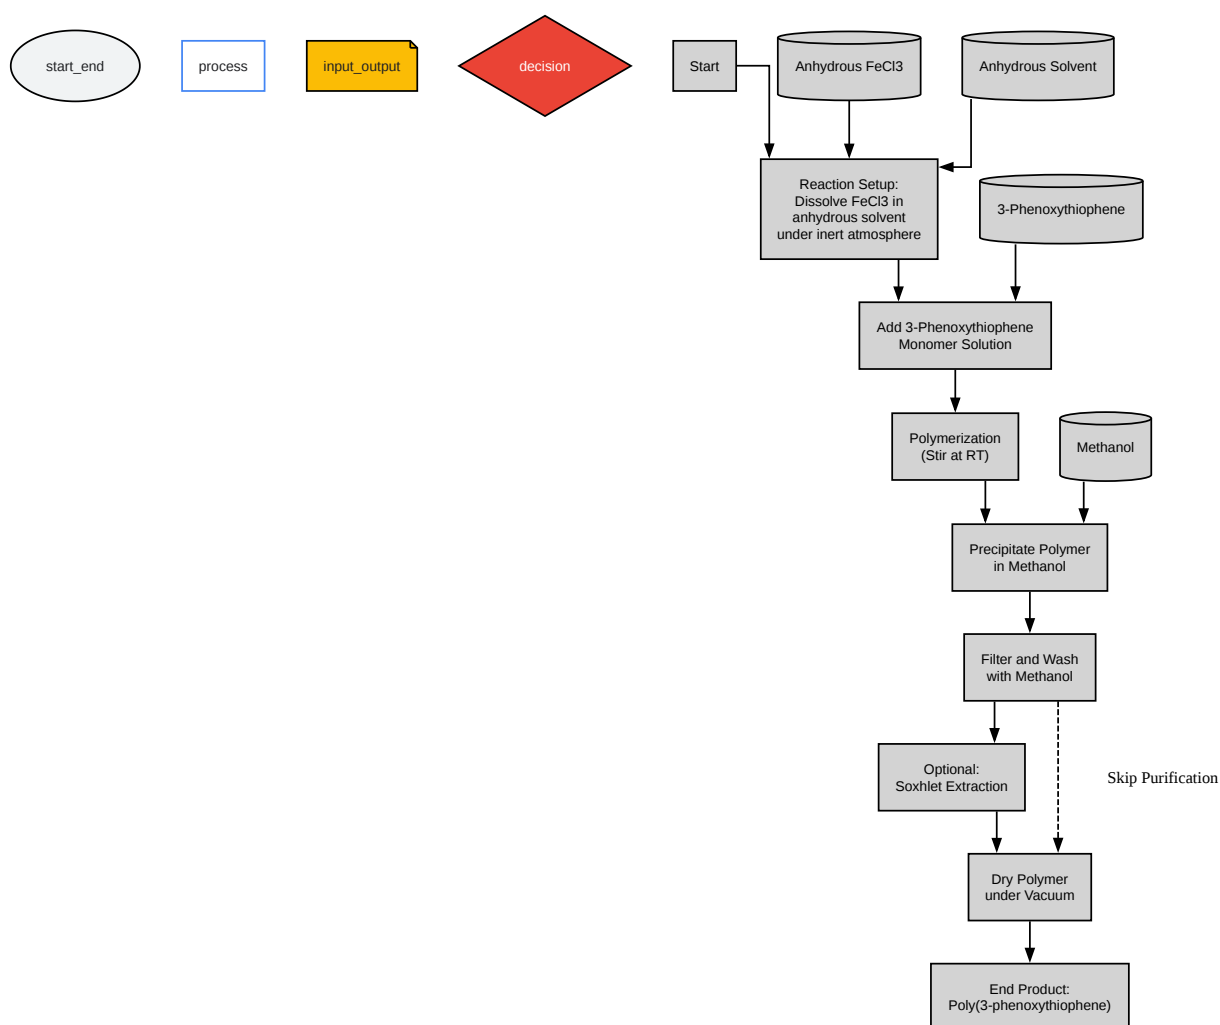 start_end
process
input_output
decision
Start
Anhydrous FeCl3
Anhydrous Solvent
Reaction Setup:
Dissolve FeCl3 in
anhydrous solvent
under inert atmosphere
3-Phenoxythiophene
Add 3-Phenoxythiophene
Monomer Solution
Polymerization
(Stir at RT)
Methanol
Precipitate Polymer
in Methanol
Filter and Wash
with Methanol
Optional:
Soxhlet Extraction
Skip Purification
Dry Polymer
under Vacuum
End Product:
Poly(3-phenoxythiophene)